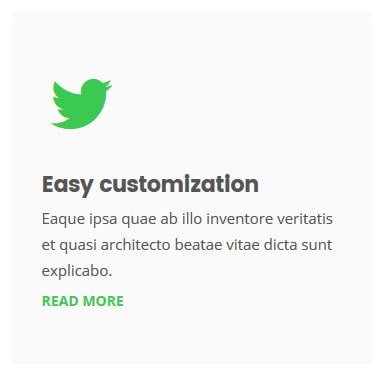 Easy customization
Eaque ipsa quae ab illo inventore veritatis
et quasi architecto beatae vitae dicta sunt
explicabo.
READ MORE